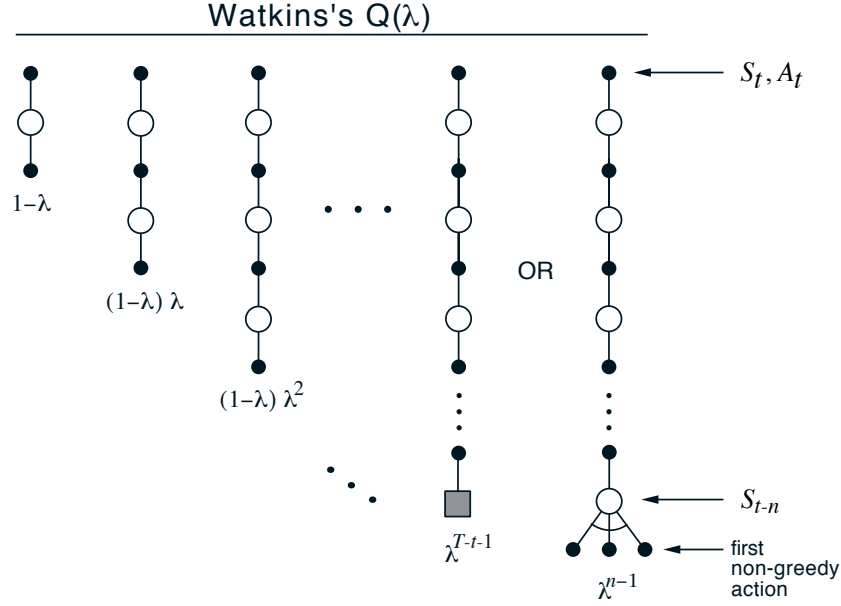 Watkins's Q(λ)
S_t, A_t
1−λ
OR
(1−λ) λ
(1−λ) λ^2
S_{t-n}
λ^{T-t-1}
first
non-greedy
action
λ^{n−1}